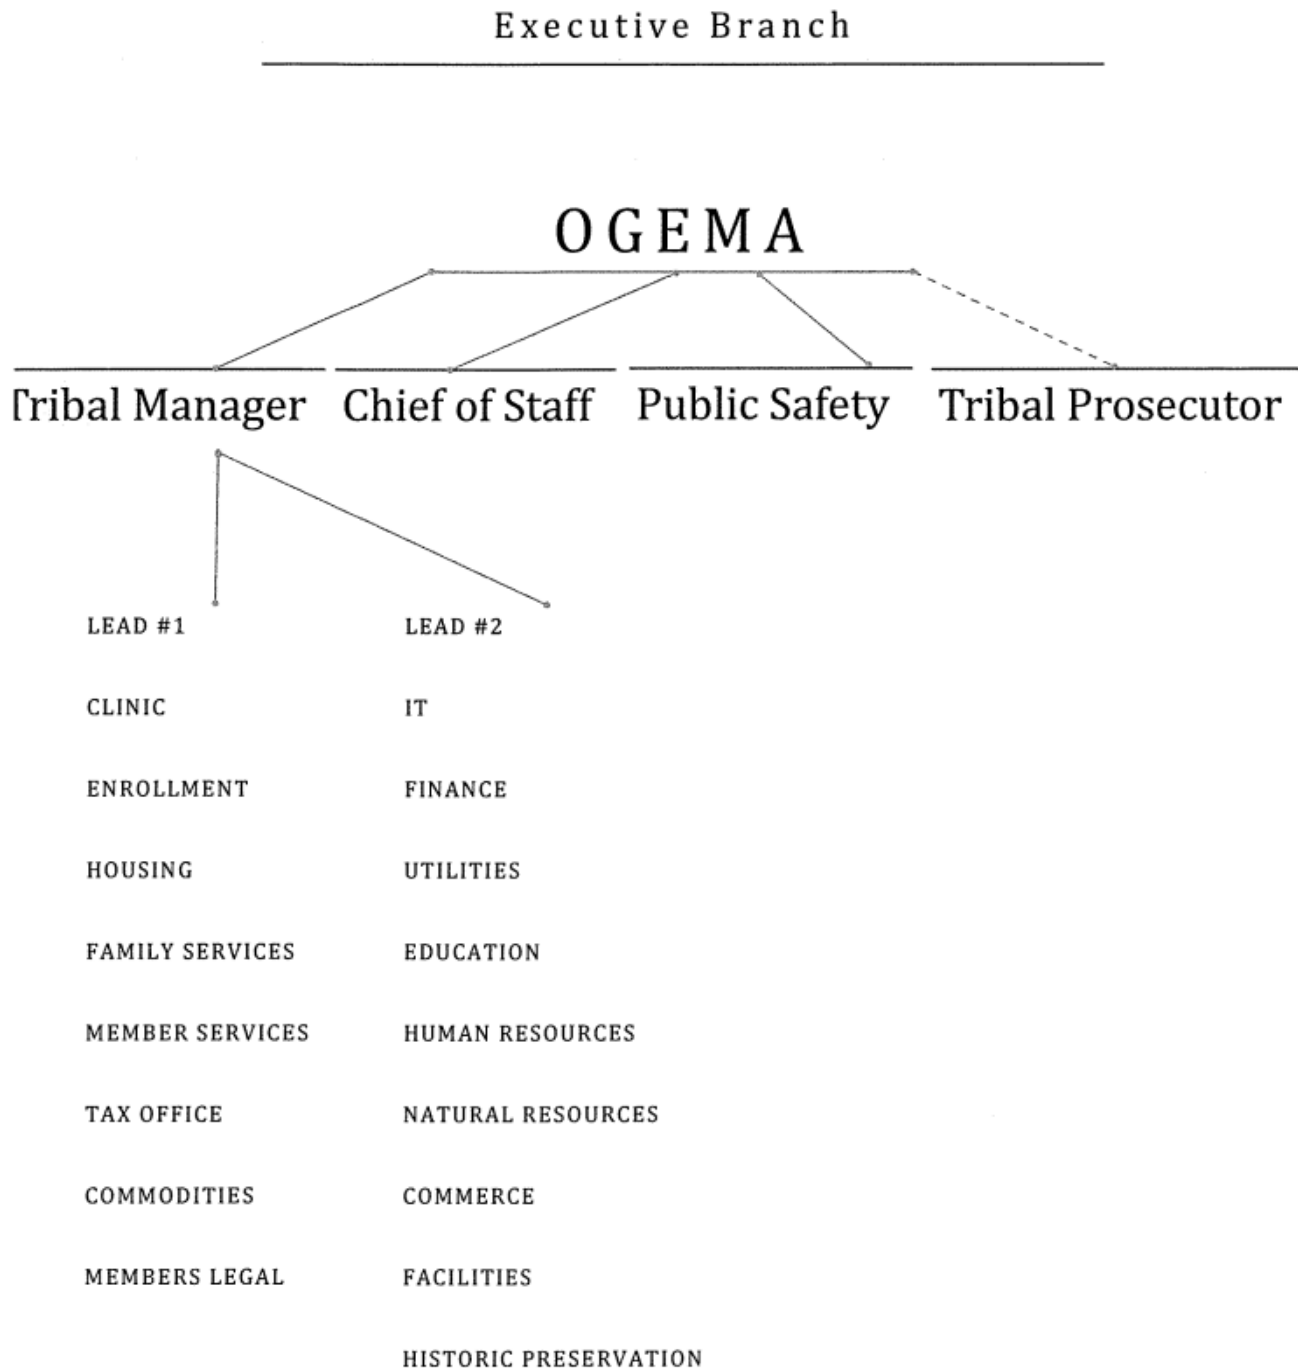 Executive Branch
OGEMA
Tribal Manager Chief of Staff Public Safety Tribal Prosecutor
LEAD #1 LEAD #2
CLINIC IT
ENROLLMENT FINANCE
HOUSING UTILITIES
FAMILY SERVICES EDUCATION
MEMBER SERVICES HUMAN RESOURCES
TAX OFFICE NATURAL RESOURCES
COMMODITIES COMMERCE
MEMBERS LEGAL FACILITIES
HISTORIC PRESERVATION